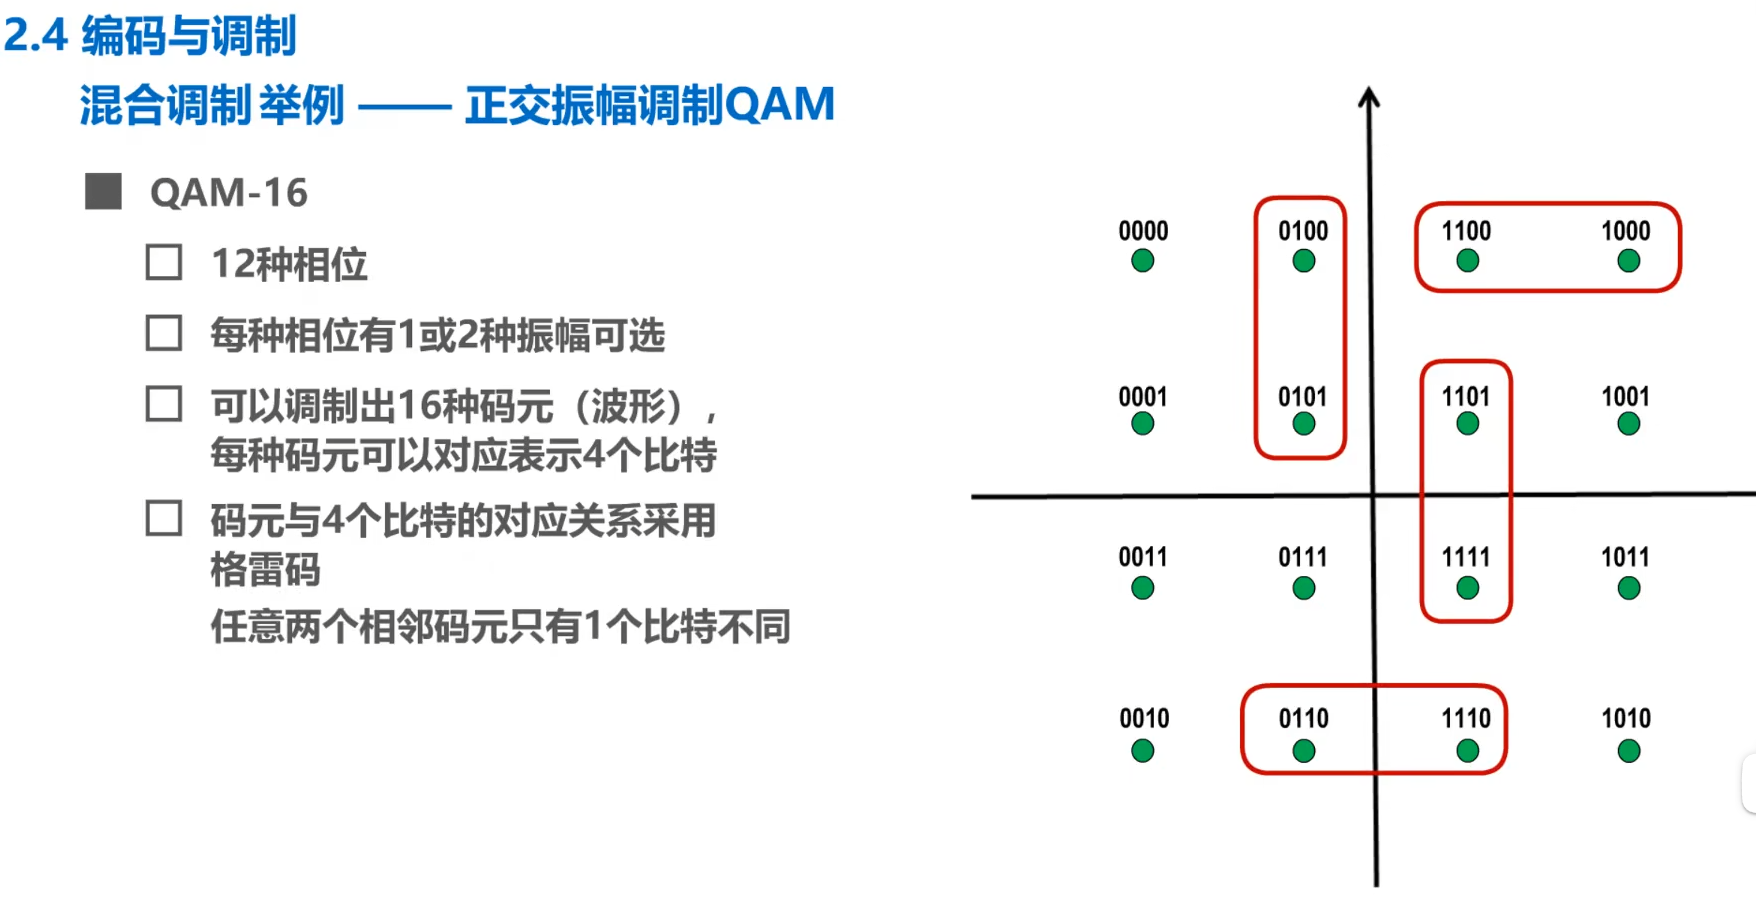 2.4 编码与调制
混合调制 举例 —— 正交振幅调制QAM
QAM-16
12种相位
每种相位有1或2种振幅可选
可以调制出16种码元（波形），
每种码元可以对应表示4个比特
码元与4个比特的对应关系采用
格雷码
任意两个相邻码元只有1个比特不同
0000 0100 1100 1000
0001 0101 1101 1001
0011 0111 1111 1011
0010 0110 1110 1010